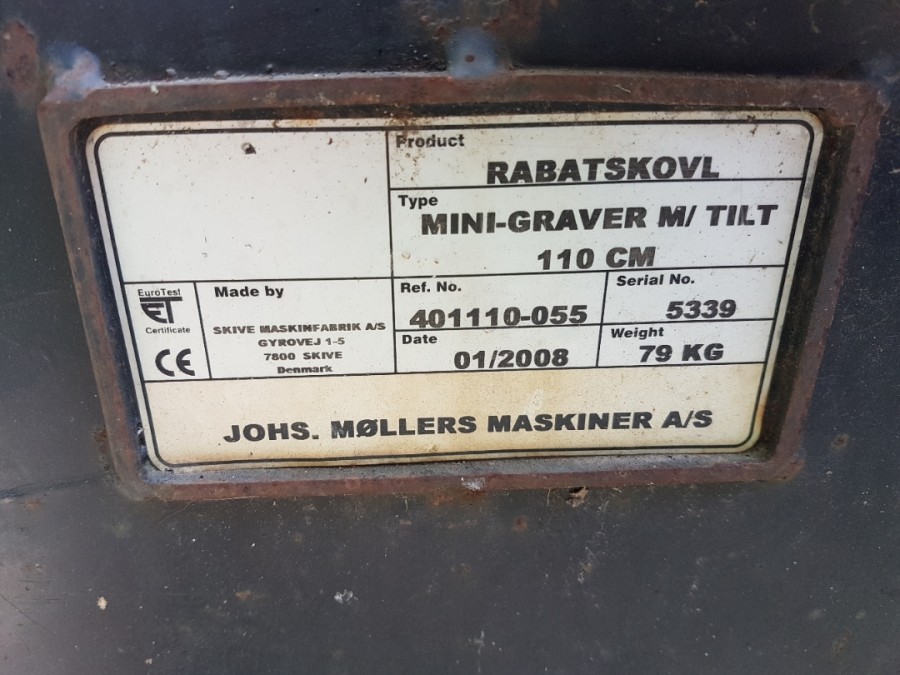 Product
RABATSKOVL
Type
MINI-GRAVER M/ TILT
110 CM
EuroTest
ET
Certificate
CE
Made by
SKIVE MASKINFABRIK A/S
GYROVEJ 1-5
7800 SKIVE
Denmark
Ref. No.
401110-055
Serial No.
5339
Date
01/2008
Weight
79 KG
JOHS. MØLLERS MASKINER A/S